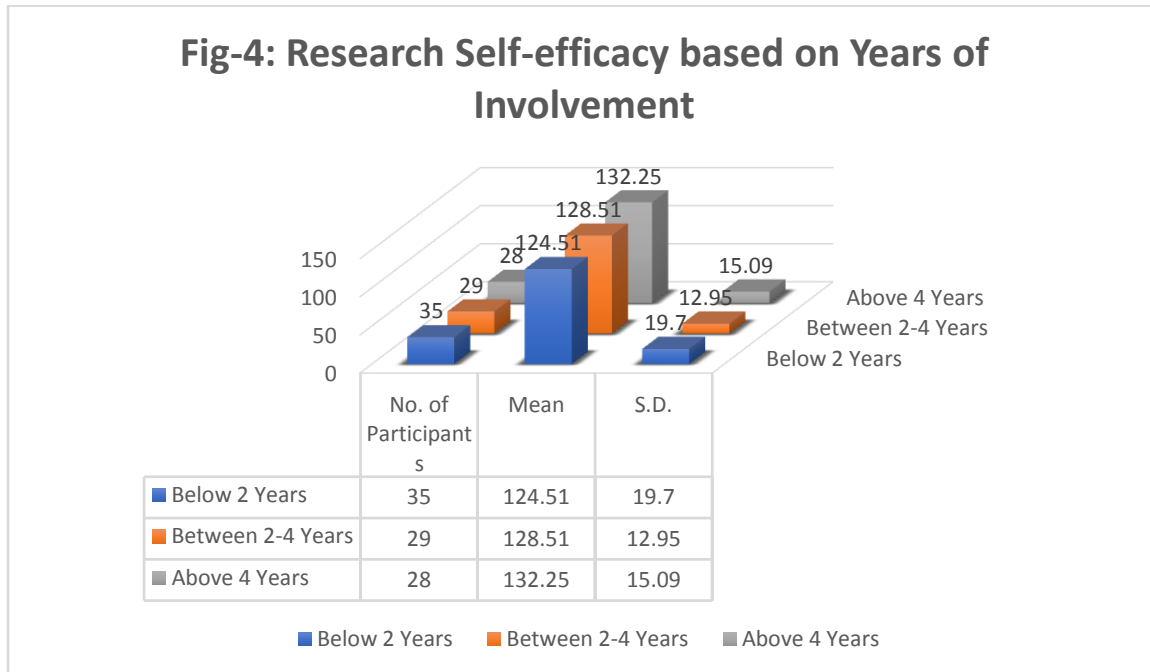 Fig-4: Research Self-efficacy based on Years of
Involvement
132.25
128.51
124.51
28
29
35
15.09
12.95
19.7
150
100
50
0
Above 4 Years
Between 2-4 Years
Below 2 Years
No. of
Participant
s
Mean
S.D.
Below 2 Years 35 124.51 19.7
Between 2-4 Years 29 128.51 12.95
Above 4 Years 28 132.25 15.09
Below 2 Years Between 2-4 Years Above 4 Years